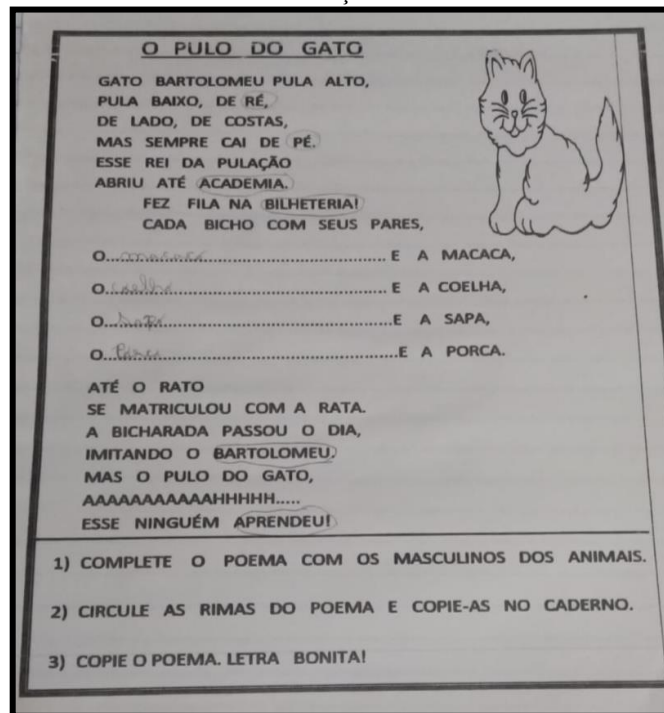 O PULO DO GATO
GATO BARTOLOMEU PULA ALTO,
PULA BAIXO, DE RÉ,
DE LADO, DE COSTAS,
MAS SEMPRE CAI DE PÉ.
ESSE REI DA PULAÇÃO
ABRIU ATÉ ACADEMIA.
FEZ FILA NA BILHETERIA!
CADA BICHO COM SEUS PARES,
O...macaco............................................ E A MACACA,
O...coelho............................................ E A COELHA,
O...Sapo..............................................E A SAPA,
O...Porco..............................................E A PORCA.
ATÉ O RATO
SE MATRICULOU COM A RATA.
A BICHARADA PASSOU O DIA,
IMITANDO O BARTOLOMEU.
MAS O PULO DO GATO,
AAAAAAAAAAAHHHHH.....
ESSE NINGUÉM APRENDEU!
1) COMPLETE O POEMA COM OS MASCULINOS DOS ANIMAIS.
2) CIRCULE AS RIMAS DO POEMA E COPIE-AS NO CADERNO.
3) COPIE O POEMA. LETRA BONITA!